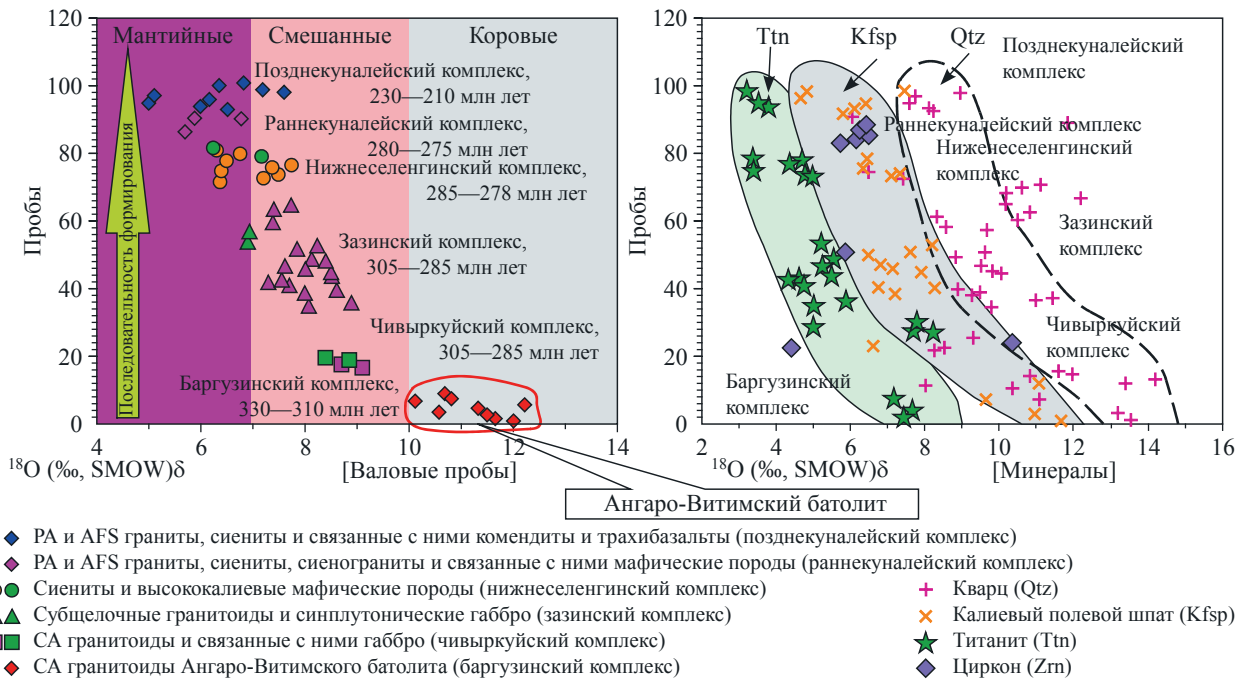 120
100
80
60
40
20
0
Пробы
Последовательность формирования
Мантийные
Смешанные
Коровые
Позднекуналейский комплекс,
230—210 млн лет
Раннекуналейский комплекс,
280—275 млн лет
Нижнеселенгинский комплекс,
285—278 млн лет
Зазинский комплекс,
305—285 млн лет
Чивыркуйский комплекс,
305—285 млн лет
Баргузинский комплекс,
330—310 млн лет
4 6 8 10 12 14
¹⁸O (‰, SMOW)δ [Валовые пробы]
120
100
80
60
40
20
0
Пробы
Ttn Kfsp Qtz
Позднекуналейский
комплекс
Раннекуналейский комплекс
Ниженеселенгинский
комплекс
Зазинский
комплекс
Чивыркуйский
комплекс
Баргузинский
комплекс
2 4 6 8 10 12 14 16
¹⁸O (‰, SMOW)δ [Минералы]
Ангаро-Витимский батолит
PA и AFS граниты, сиениты и связанные с ними комендиты и трахибазальты (позднекуналейский комплекс)
PA и AFS граниты, сиениты, сиенограниты и связанные с ними мафические породы (раннекуналейский комплекс)
Сиениты и высококалиевые мафические породы (нижнеселенгинский комплекс)
Субщелочные гранитоиды и синплутонические габбро (зазинский комплекс)
СА гранитоиды и связанные с ними габбро (чивыркуйский комплекс)
СА гранитоиды Ангаро-Витимского батолита (баргузинский комплекс)
Кварц (Qtz)
Калиевый полевой шпат (Kfsp)
Титанит (Ttn)
Циркон (Zrn)